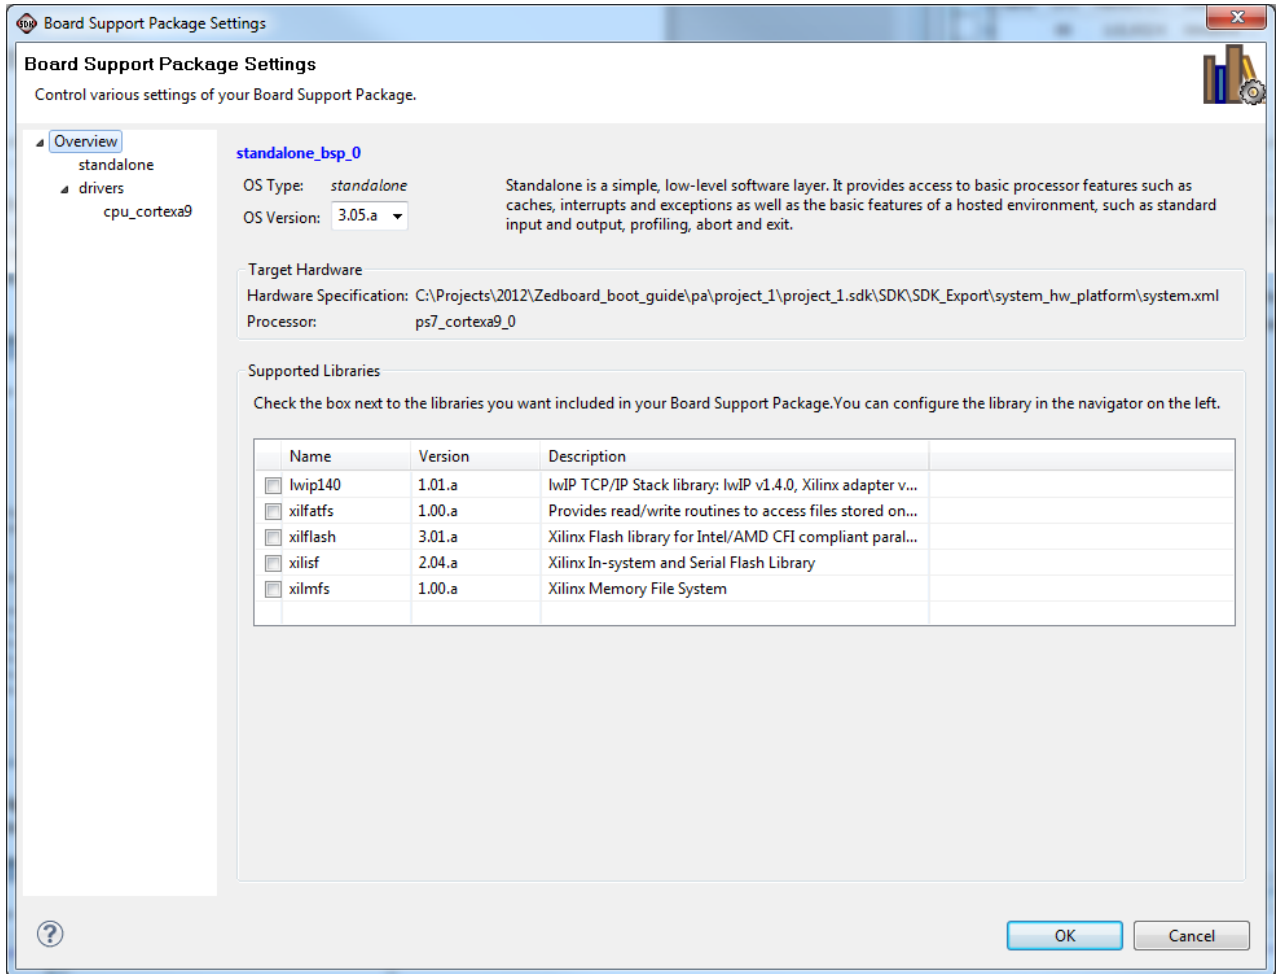 SDK Board Support Package Settings
Board Support Package Settings
Control various settings of your Board Support Package.
Overview
standalone
drivers
cpu_cortexa9
standalone_bsp_0
OS Type: standalone
OS Version: 3.05.a
Standalone is a simple, low-level software layer. It provides access to basic processor features such as
caches, interrupts and exceptions as well as the basic features of a hosted environment, such as standard
input and output, profiling, abort and exit.
Target Hardware
Hardware Specification: C:\Projects\2012\Zedboard_boot_guide\pa\project_1\project_1.sdk\SDK\SDK_Export\system_hw_platform\system.xml
Processor: ps7_cortexa9_0
Supported Libraries
Check the box next to the libraries you want included in your Board Support Package.You can configure the library in the navigator on the left.
Name Version Description
lwip140 1.01.a lwIP TCP/IP Stack library: lwIP v1.4.0, Xilinx adapter v...
xilfatfs 1.00.a Provides read/write routines to access files stored on...
xilflash 3.01.a Xilinx Flash library for Intel/AMD CFI compliant paral...
xilisf 2.04.a Xilinx In-system and Serial Flash Library
xilmfs 1.00.a Xilinx Memory File System
? OK Cancel